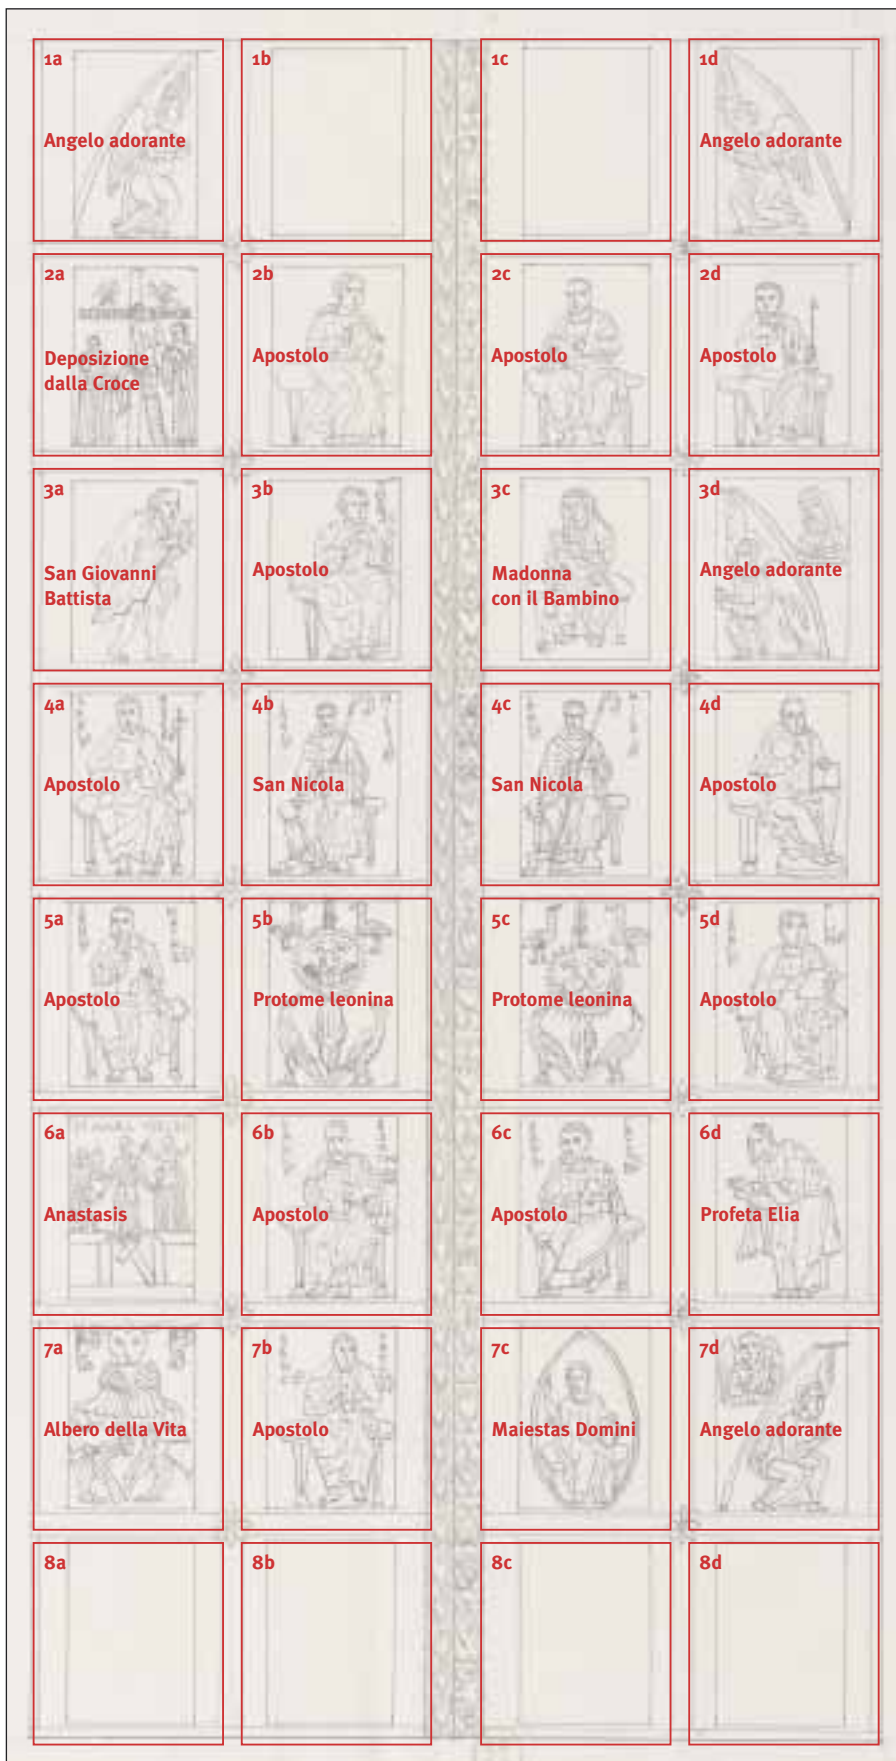 1a
Angelo adorante
1b
1c
1d
Angelo adorante
2a
Deposizione
dalla Croce
2b
Apostolo
2c
Apostolo
2d
Apostolo
3a
San Giovanni
Battista
3b
Apostolo
3c
Madonna
con il Bambino
3d
Angelo adorante
4a
Apostolo
4b
San Nicola
4c
San Nicola
4d
Apostolo
5a
Apostolo
5b
Protome leonina
5c
Protome leonina
5d
Apostolo
6a
Anastasis
6b
Apostolo
6c
Apostolo
6d
Profeta Elia
7a
Albero della Vita
7b
Apostolo
7c
Maiestas Domini
7d
Angelo adorante
8a
8b
8c
8d